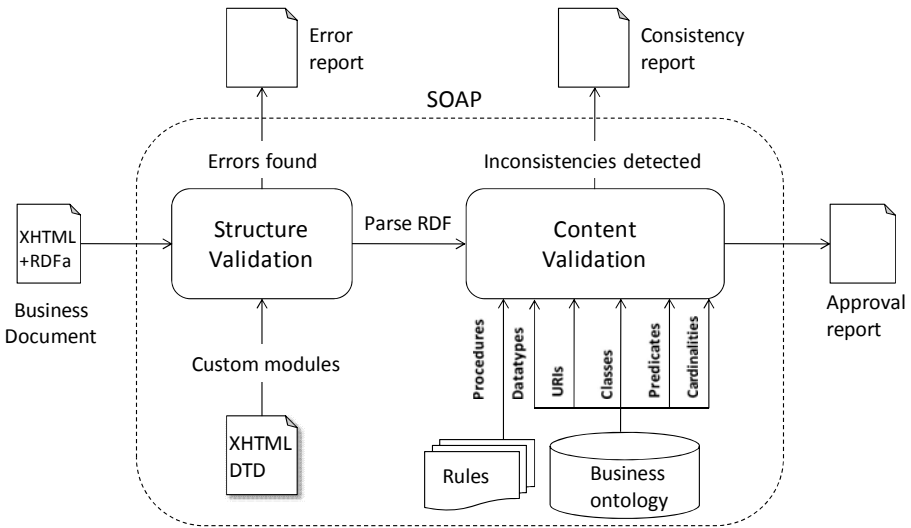 Error
report
Consistency
report
SOAP
Errors found
Inconsistencies detected
XHTML
+RDFa
Structure
Validation
Parse RDF
Content
Validation
Business
Document
Approval
report
Custom modules
Procedures
Datatypes
URIs
Classes
Predicates
Cardinalities
XHTML
DTD
Rules
Business
ontology